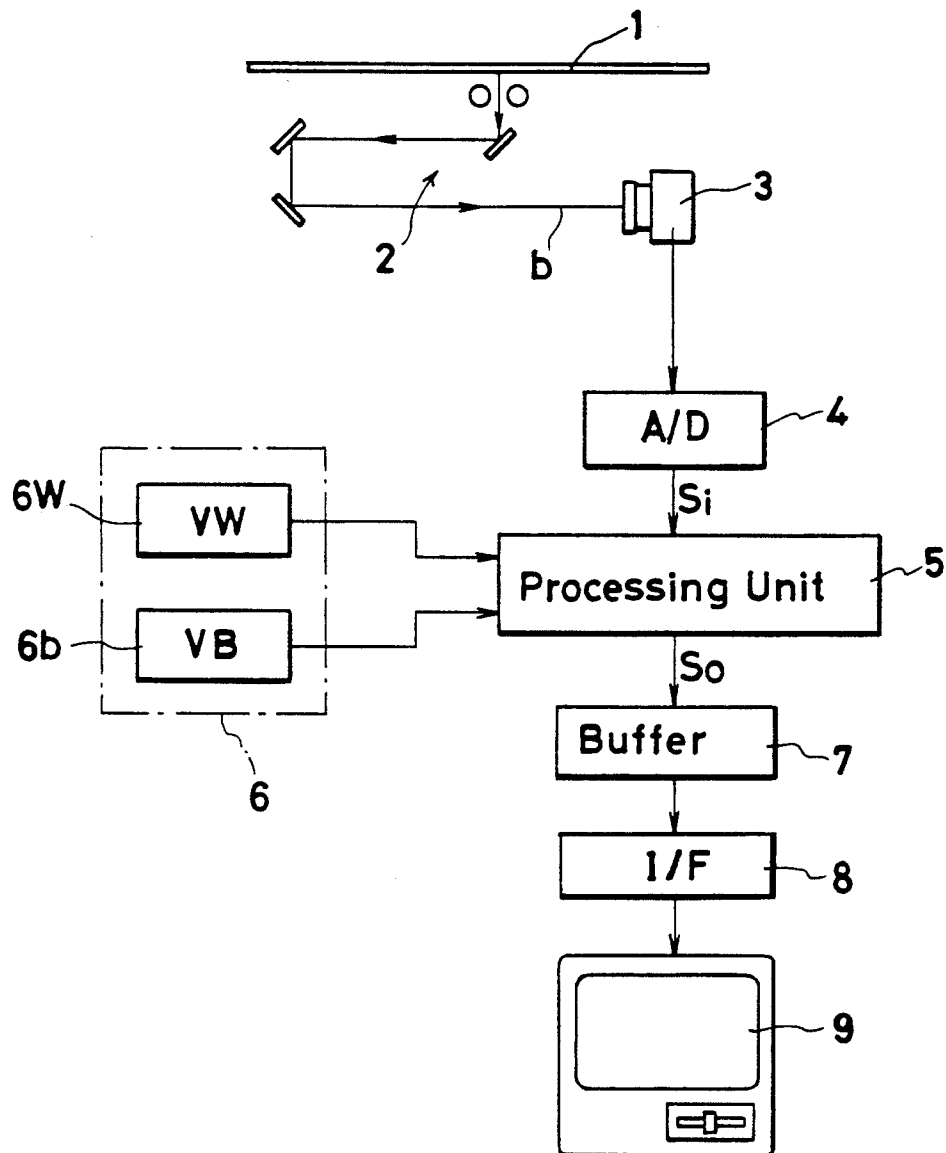 1
3
2
b
A/D
4
6W
VW
Si
Processing Unit
5
6b
VB
So
Buffer
7
6
I/F
8
9